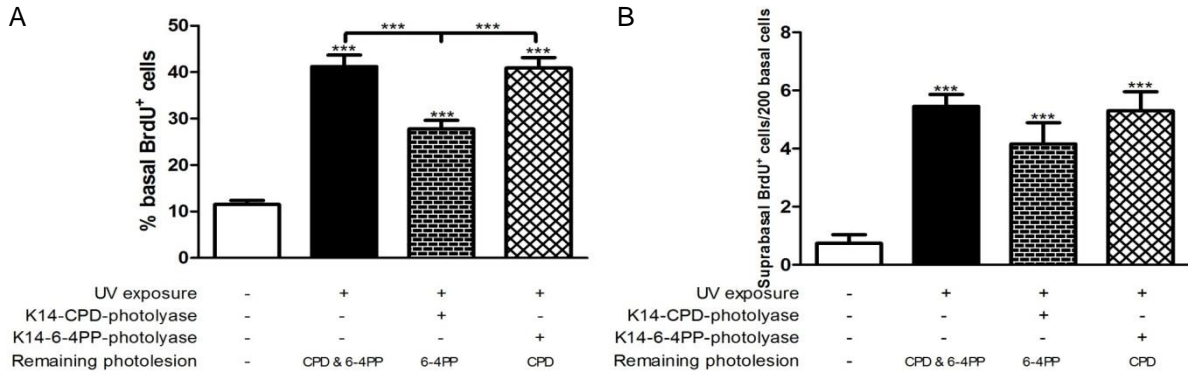 A
% basal BrdU+ cells
50
40
30
20
10
0
*** ***
*** *** ***
UV exposure - + + +
K14-CPD-photolyase - - + -
K14-6-4PP-photolyase - - - +
Remaining photolesion - CPD & 6-4PP 6-4PP CPD
B
Suprabasal BrdU+ cells/200 basal cells
8
6
4
2
0
*** *** ***
UV exposure - + + +
K14-CPD-photolyase - - + -
K14-6-4PP-photolyase - - - +
Remaining photolesion - CPD & 6-4PP 6-4PP CPD